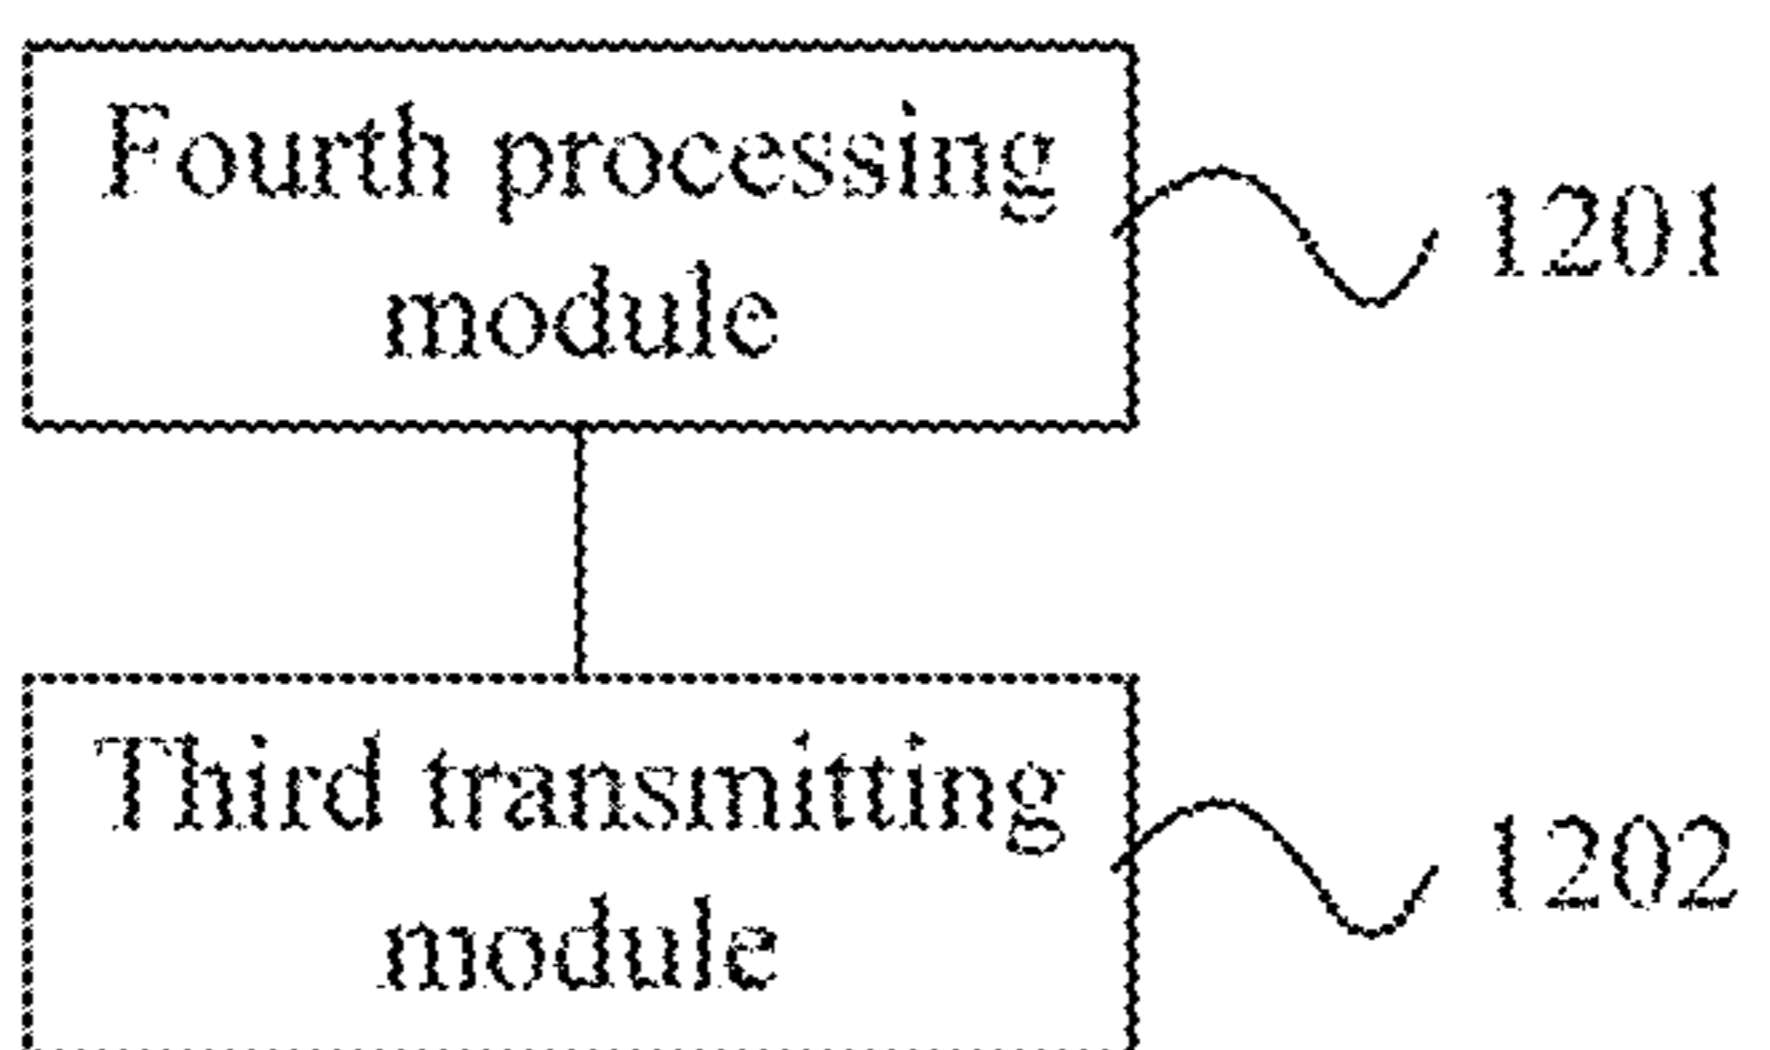 Fourth processing
module
1201
Third transmitting
module
1202